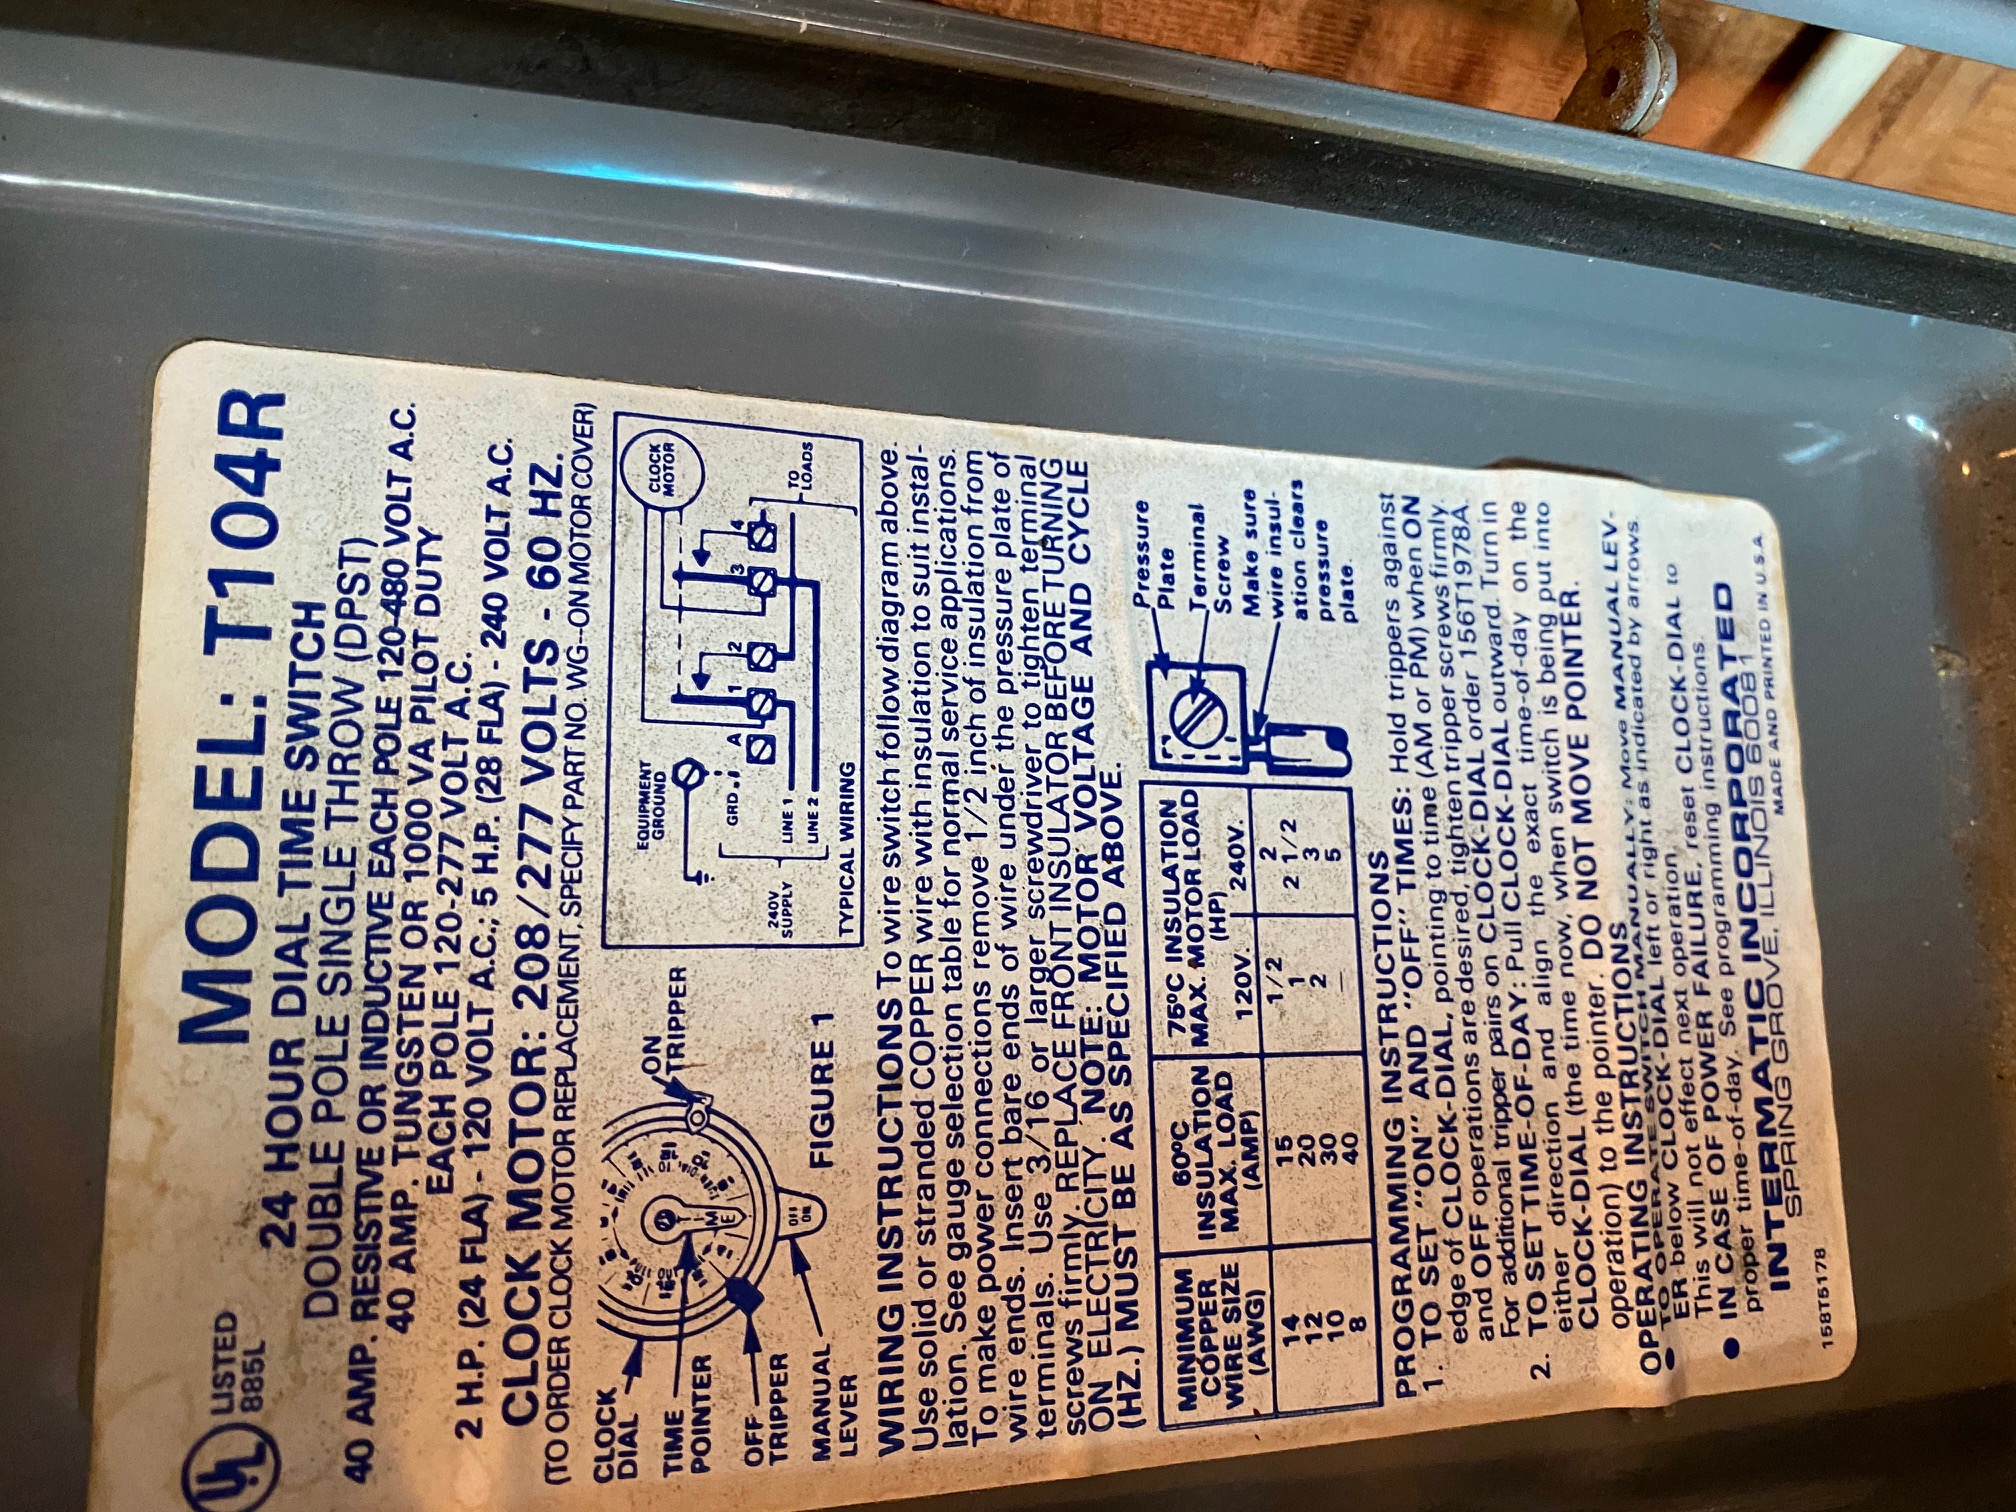 UL LISTED
885L
MODEL: T104R
24 HOUR DIAL TIME SWITCH
DOUBLE POLE SINGLE THROW (DPST)
40 AMP. RESISTIVE OR INDUCTIVE EACH POLE 120-480 VOLT A.C.
40 AMP. TUNGSTEN OR 1000 VA PILOT DUTY
EACH POLE 120-277 VOLT A.C.
2 H.P. (24 FLA) - 120 VOLT A.C.; 5 H.P. (28 FLA) - 240 VOLT A.C.
CLOCK MOTOR: 208/277 VOLTS - 60 HZ.
(TO ORDER CLOCK MOTOR REPLACEMENT, SPECIFY PART NO. WG--ON MOTOR COVER)
CLOCK
DIAL
TIME
POINTER
OFF
TRIPPER
MANUAL
LEVER
ON
TRIPPER
TIME
OFF
ON
FIGURE 1
EQUIPMENT
GROUND
GRD.
A
1
2
3
4
CLOCK
MOTOR
240V
SUPPLY
LINE 1
LINE 2
TO
LOADS
TYPICAL WIRING
WIRING INSTRUCTIONS To wire switch follow diagram above.
Use solid or stranded COPPER wire with insulation to suit instal-
lation. See gauge selection table for normal service applications.
To make power connections remove 1/2 inch of insulation from
wire ends. Insert bare ends of wire under the pressure plate of
terminals. Use 3/16 or larger screwdriver to tighten terminal
screws firmly. REPLACE FRONT INSULATOR BEFORE TURNING
ON ELECTRICITY. NOTE: MOTOR VOLTAGE AND CYCLE
(HZ.) MUST BE AS SPECIFIED ABOVE.
MINIMUM
COPPER
WIRE SIZE
(AWG)
60ºC
INSULATION
MAX. LOAD
(AMP)
75ºC INSULATION
MAX. MOTOR LOAD
(HP)
120V. 240V.
14 15 1/2 2
12 20 1 2 1/2
10 30 2 3
8 40 — 5
Pressure
Plate
Terminal
Screw
Make sure
wire insul-
ation clears
pressure
plate.
PROGRAMMING INSTRUCTIONS
1. TO SET "ON" AND "OFF" TIMES: Hold trippers against
edge of CLOCK-DIAL, pointing to time (AM or PM) when ON
and OFF operations are desired, tighten tripper screws firmly.
For additional tripper pairs on CLOCK-DIAL order 156T1978A.
2. TO SET TIME-OF-DAY: Pull CLOCK-DIAL outward. Turn in
either direction and align the exact time-of-day on the
CLOCK-DIAL (the time now, when switch is being put into
operation) to the pointer. DO NOT MOVE POINTER.
OPERATING INSTRUCTIONS
● TO OPERATE SWITCH MANUALLY: Move MANUAL LEV-
ER below CLOCK-DIAL left or right as indicated by arrows.
This will not effect next operation.
● IN CASE OF POWER FAILURE, reset CLOCK-DIAL to
proper time-of-day. See programming instructions.
INTERMATIC INCORPORATED
SPRING GROVE, ILLINOIS 60081
158T5178 MADE AND PRINTED IN U.S.A.